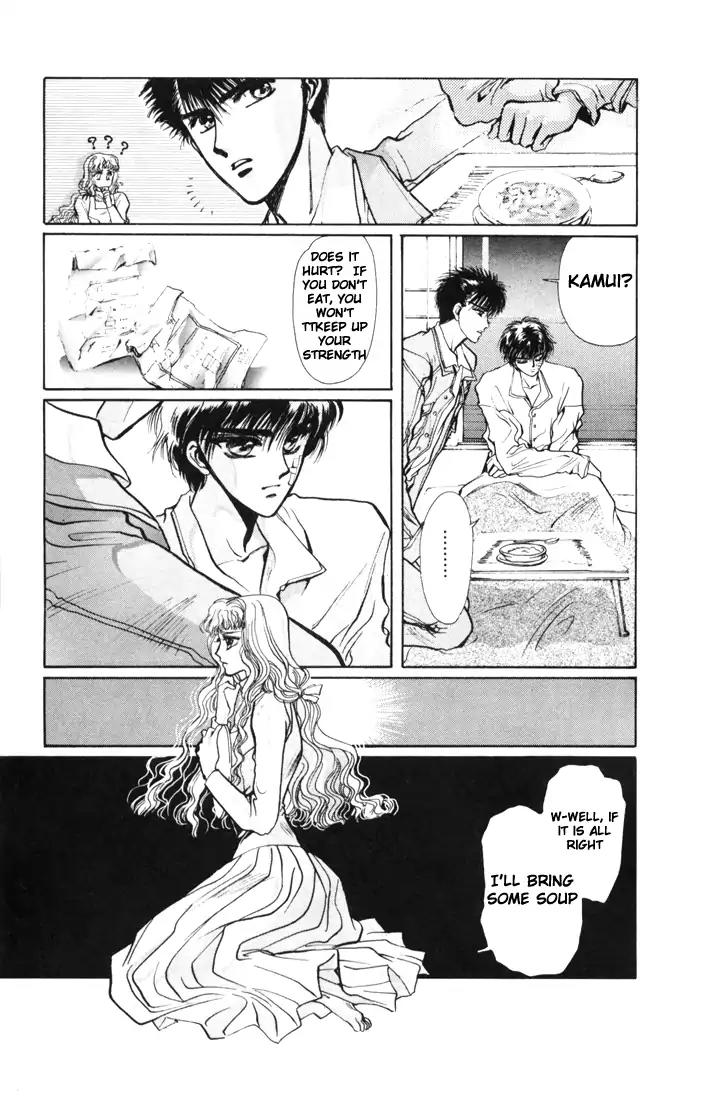 ? ? ?
KAMUI?
.........
DOES IT
HURT? IF
YOU DON'T
EAT, YOU
WON'T
TTKEEP UP
YOUR
STRENGTH
W-WELL, IF
IT IS ALL
RIGHT
I'LL BRING
SOME SOUP